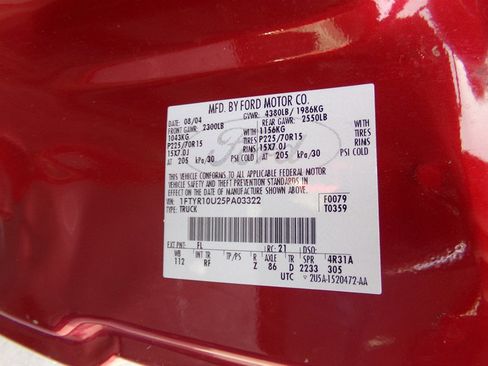 MFD. BY FORD MOTOR CO.
DATE: 08/04 GVWR: 4380LB/ 1986KG
FRONT GAWR: 2300LB REAR GAWR: 2550LB
1043KG 1156KG
P225/70R15 TIRES P225/70R15 TIRES
15X7.0J RIMS 15X7.0J RIMS
AT 205 kPa/30 PSI COLD AT 205 kPa/30 PSI COLD
Ford
THIS VEHICLE CONFORMS TO ALL APPLICABLE FEDERAL MOTOR
VEHICLE SAFETY AND THEFT PREVENTION STANDARDS IN
EFFECT ON THE DATE OF MANUFACTURE SHOWN ABOVE.
VIN: 1FTYR10U25PA03322 F0079
TYPE: TRUCK T0359
EXT PNT: FL RC: 21 DSO:
WB INT TR TP/PS R AXLE TR SPR 4R31A
112 RF Z 86 D 2233 305
UTC 2U5A-1520472-AA